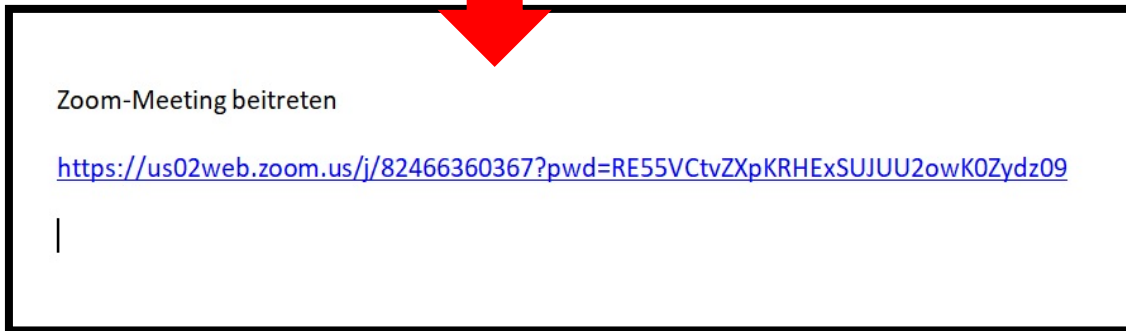 Zoom-Meeting beitreten
https://us02web.zoom.us/j/82466360367?pwd=RE55VCtvZXpKRHExSUJUU2owK0Zydz09